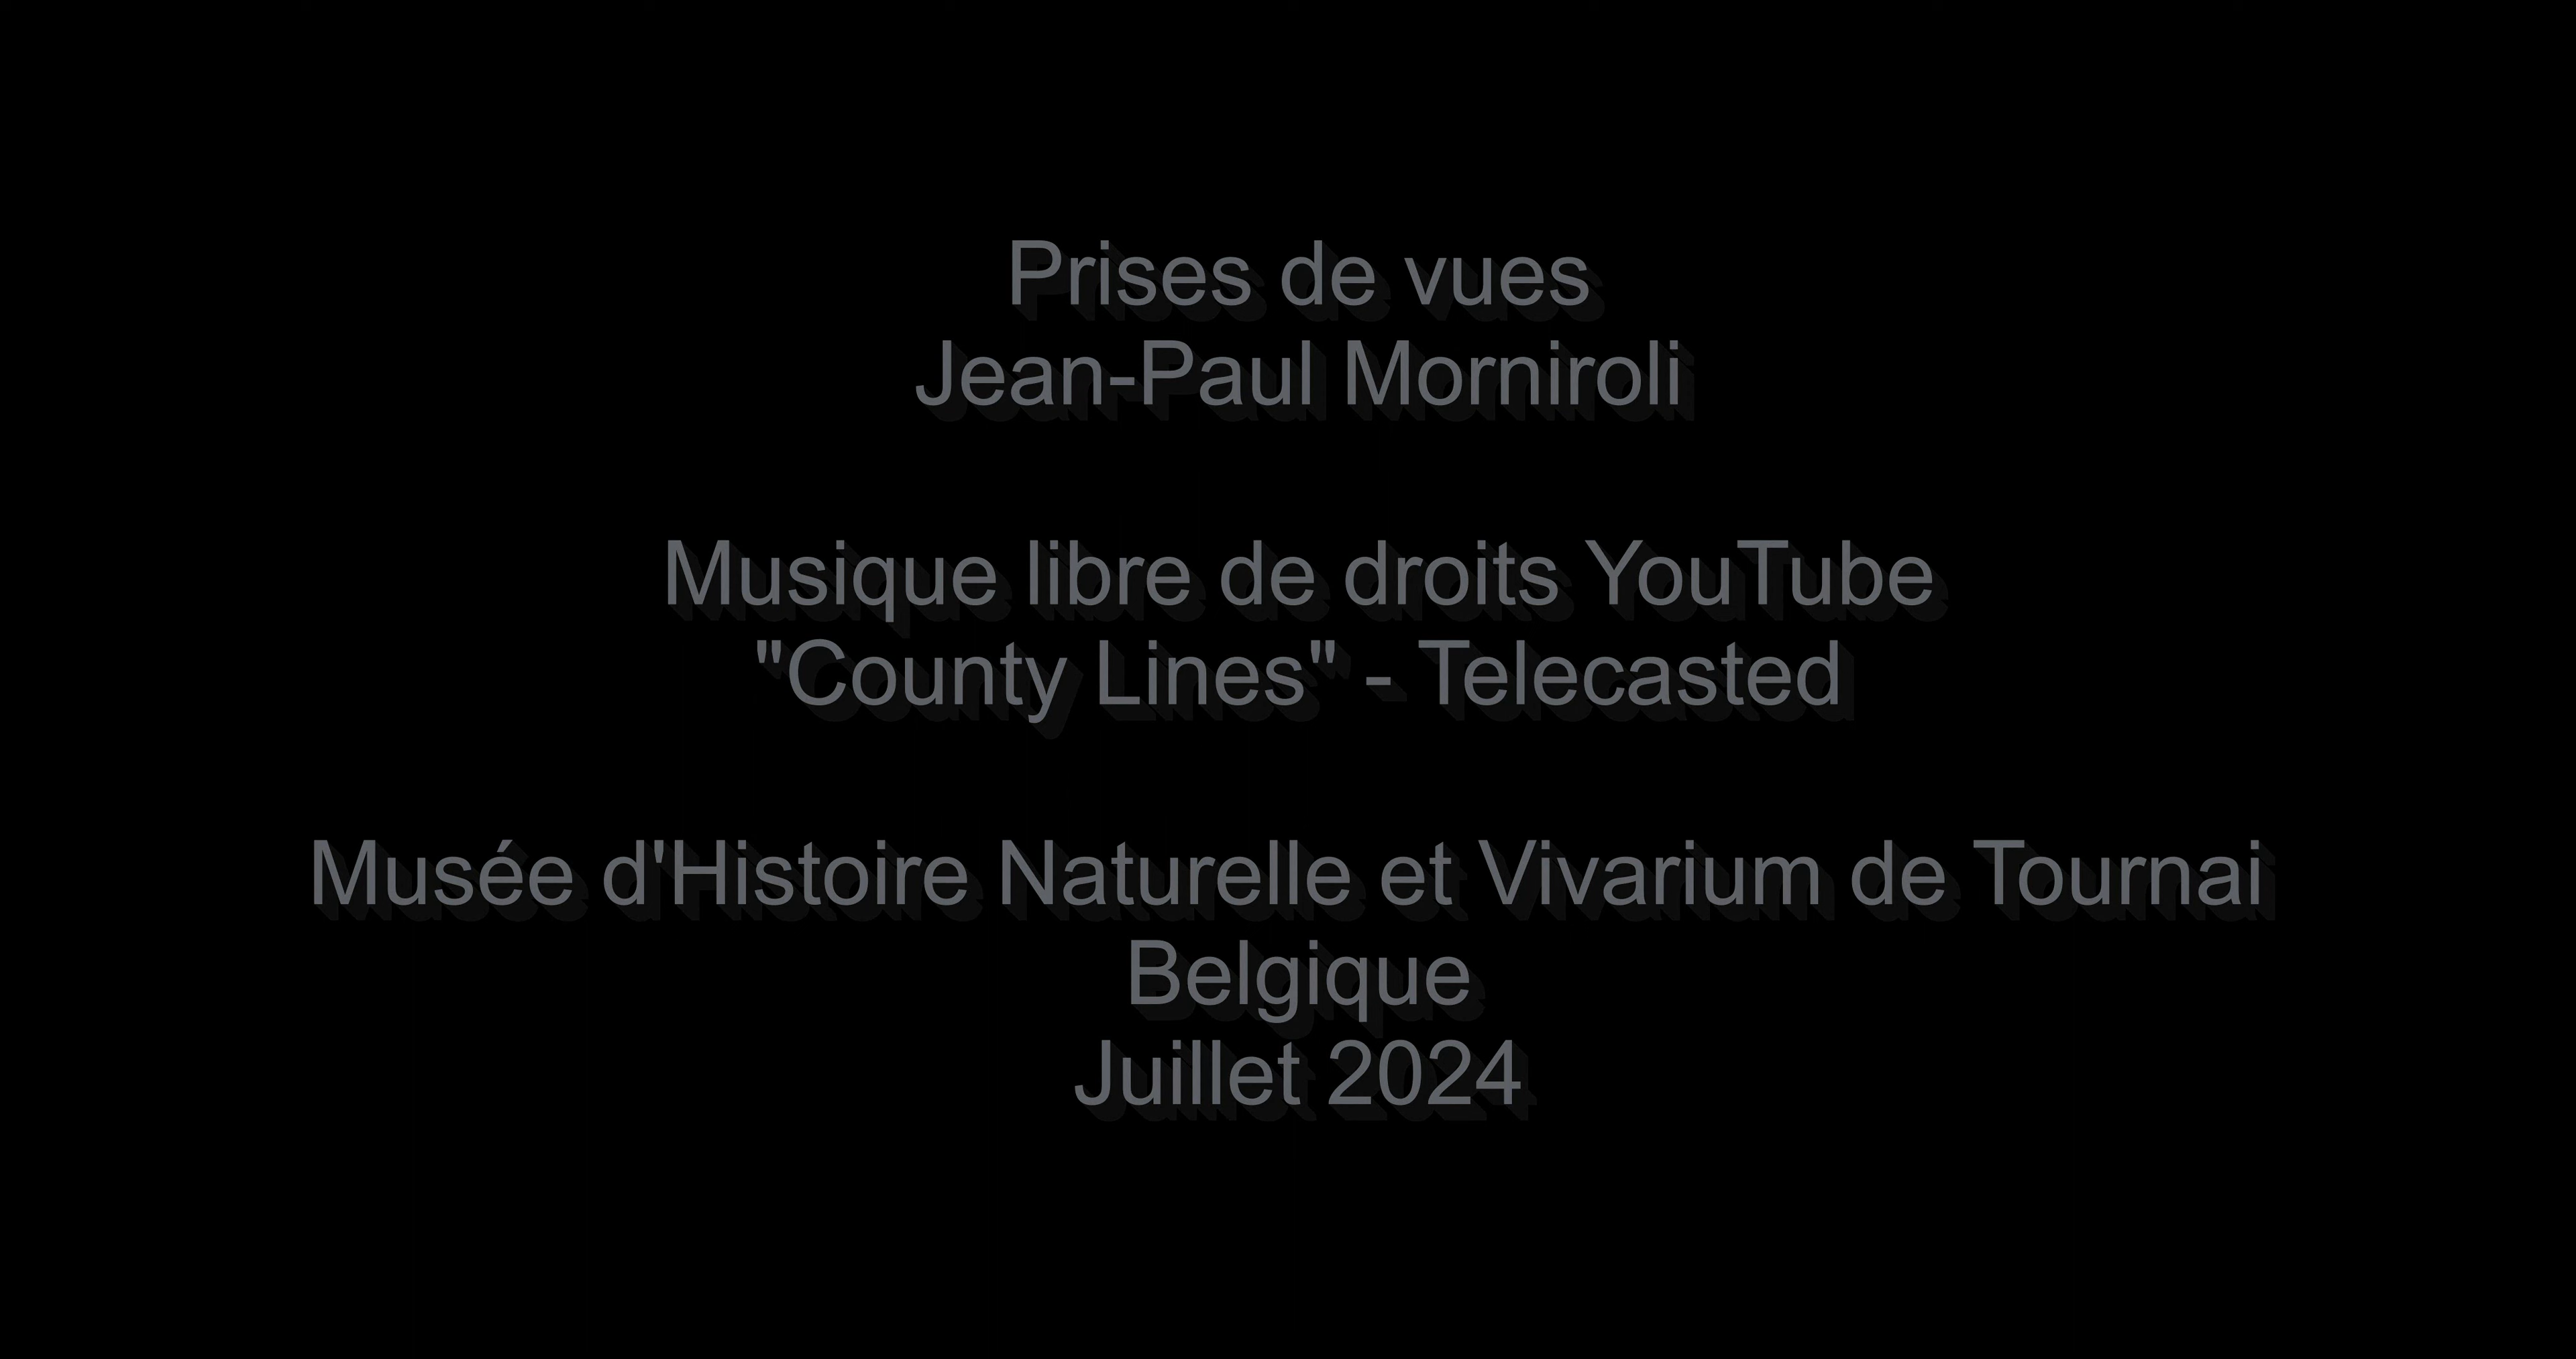 Prises de vues
Jean-Paul Morniroli
Musique libre de droits YouTube
"County Lines" - Telecasted
Musée d'Histoire Naturelle et Vivarium de Tournai
Belgique
Juillet 2024